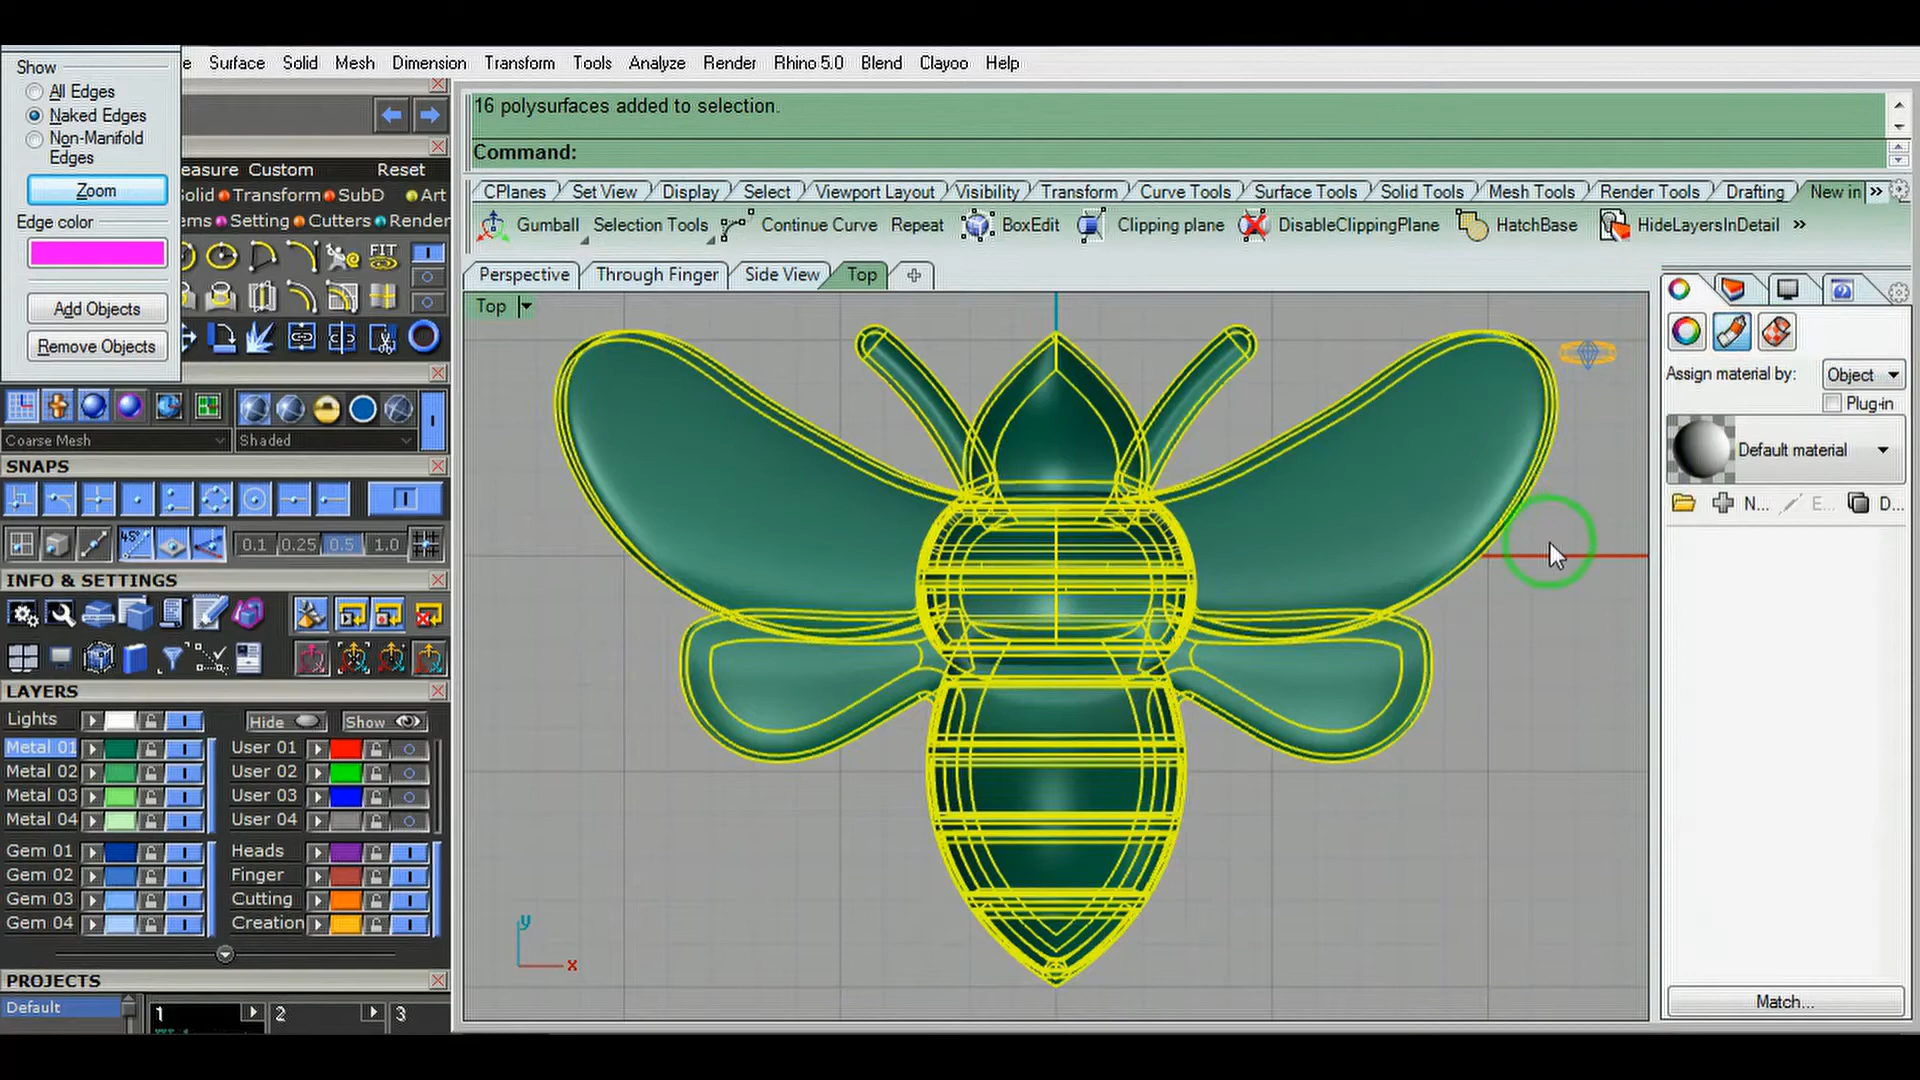 Show
All Edges
Naked Edges
Non-Manifold
Edges
Zoom
Edge color
Add Objects
Remove Objects
e Surface Solid Mesh Dimension Transform Tools Analyze Render Rhino 5.0 Blend Clayoo Help
16 polysurfaces added to selection.
Command:
easure Custom Reset
olid Transform SubD Art
ems Setting Cutters Render
FIT
CPlanes Set View Display Select Viewport Layout Visibility Transform Curve Tools Surface Tools Solid Tools Mesh Tools Render Tools Drafting New in »
Gumball Selection Tools Continue Curve Repeat BoxEdit Clipping plane DisableClippingPlane HatchBase HideLayersInDetail »
Perspective Through Finger Side View Top
Top
Coarse Mesh Shaded
SNAPS
45° 0.1 0.25 0.5 1.0
INFO & SETTINGS
LAYERS
Lights Hide Show
Metal 01 User 01
Metal 02 User 02
Metal 03 User 03
Metal 04 User 04
Gem 01 Heads
Gem 02 Finger
Gem 03 Cutting
Gem 04 Creation
PROJECTS
Default 1 2 3
y
x
Assign material by: Object
Plug-in
Default material
N... E... D...
Match...